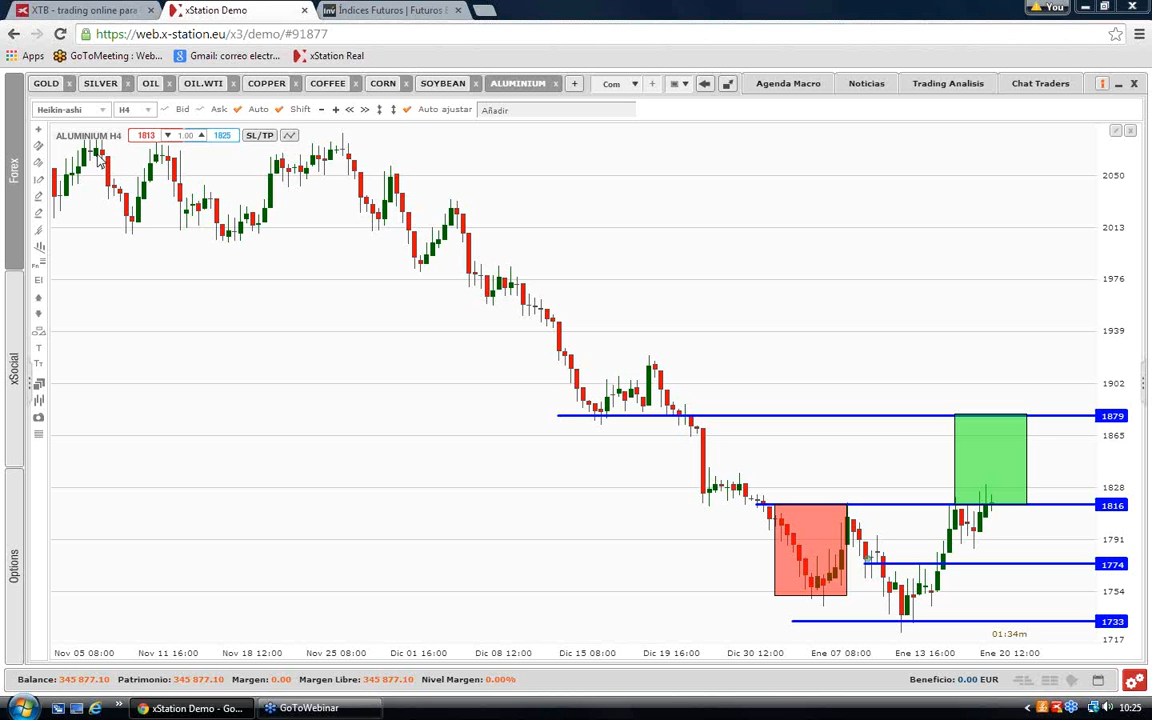 XTB - trading online para
xStation Demo
Índices Futuros | Futuros E
You
https://web.x-station.eu/x3/demo/#91877
Apps
GoToMeeting : Web...
Gmail: correo electr...
xStation Real
GOLD
SILVER
OIL
OIL.WTI
COPPER
COFFEE
CORN
SOYBEAN
ALUMINIUM
Com
Agenda Macro
Noticias
Trading Analisis
Chat Traders
Heikin-ashi
H4
Bid
Ask
Auto
Shift
Auto ajustar
Añadir
ALUMINIUM H4
1813
1.00
1825
SL/TP
Forex
xSocial
Options
EI
T
2050
2013
1976
1939
1902
1879
1865
1828
1816
1791
1774
1754
1733
1717
01:34m
Nov 05 08:00
Nov 11 16:00
Nov 18 12:00
Nov 25 08:00
Dic 01 16:00
Dic 08 12:00
Dic 15 08:00
Dic 19 16:00
Dic 30 12:00
Ene 07 08:00
Ene 13 16:00
Ene 20 12:00
Balance: 345 877.10
Patrimonio: 345 877.10
Margen: 0.00
Margen Libre: 345 877.10
Nivel Margen: 0.00%
Beneficio: 0.00 EUR
xStation Demo - Go...
GoToWebinar
10:25